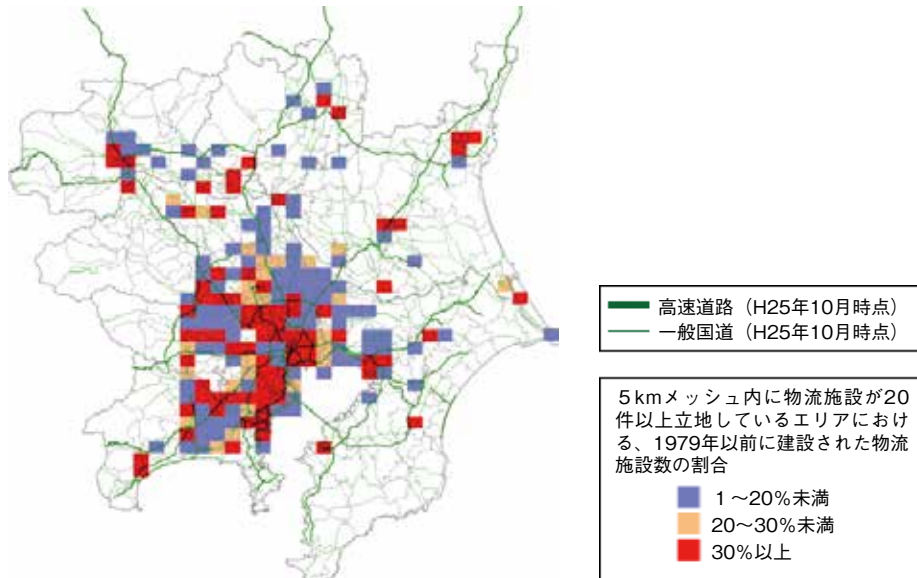 高速道路（H25年10月時点）
一般国道（H25年10月時点）
5kmメッシュ内に物流施設が20
件以上立地しているエリアにおけ
る、1979年以前に建設された物流
施設数の割合
1～20%未満
20～30%未満
30%以上